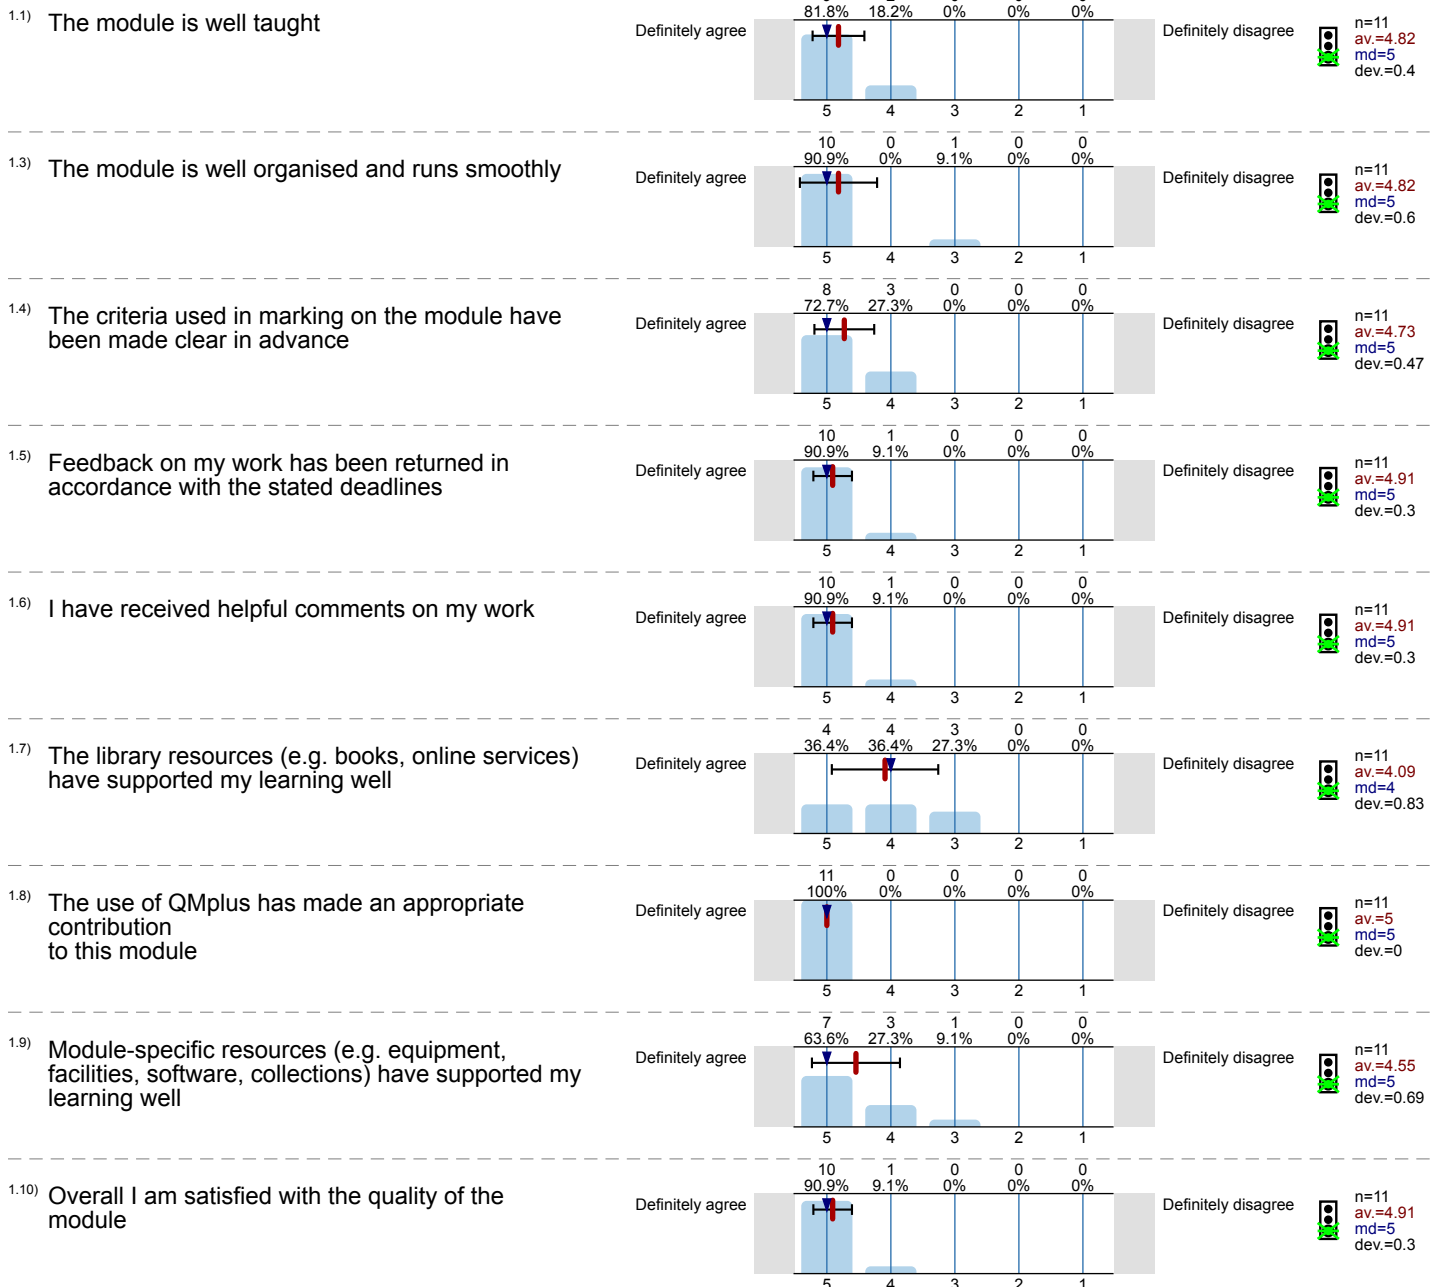 81.8% 18.2% 0% 0% 0%
1.1) The module is well taught
Definitely agree
Definitely disagree
n=11
av.=4.82
md=5
dev.=0.4
5 4 3 2 1
10 0 1 0 0
90.9% 0% 9.1% 0% 0%
1.3) The module is well organised and runs smoothly
Definitely agree
Definitely disagree
n=11
av.=4.82
md=5
dev.=0.6
5 4 3 2 1
8 3 0 0 0
72.7% 27.3% 0% 0% 0%
1.4) The criteria used in marking on the module have
been made clear in advance
Definitely agree
Definitely disagree
n=11
av.=4.73
md=5
dev.=0.47
5 4 3 2 1
10 1 0 0 0
90.9% 9.1% 0% 0% 0%
1.5) Feedback on my work has been returned in
accordance with the stated deadlines
Definitely agree
Definitely disagree
n=11
av.=4.91
md=5
dev.=0.3
5 4 3 2 1
10 1 0 0 0
90.9% 9.1% 0% 0% 0%
1.6) I have received helpful comments on my work
Definitely agree
Definitely disagree
n=11
av.=4.91
md=5
dev.=0.3
5 4 3 2 1
4 4 3 0 0
36.4% 36.4% 27.3% 0% 0%
1.7) The library resources (e.g. books, online services)
have supported my learning well
Definitely agree
Definitely disagree
n=11
av.=4.09
md=4
dev.=0.83
5 4 3 2 1
11 0 0 0 0
100% 0% 0% 0% 0%
1.8) The use of QMplus has made an appropriate
contribution
to this module
Definitely agree
Definitely disagree
n=11
av.=5
md=5
dev.=0
5 4 3 2 1
7 3 1 0 0
63.6% 27.3% 9.1% 0% 0%
1.9) Module-specific resources (e.g. equipment,
facilities, software, collections) have supported my
learning well
Definitely agree
Definitely disagree
n=11
av.=4.55
md=5
dev.=0.69
5 4 3 2 1
10 1 0 0 0
90.9% 9.1% 0% 0% 0%
1.10) Overall I am satisfied with the quality of the
module
Definitely agree
Definitely disagree
n=11
av.=4.91
md=5
dev.=0.3
5 4 3 2 1